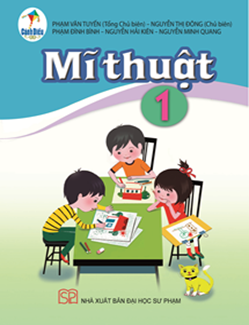 Cánh Diều
PHẠM VĂN TUYẾN (Tổng Chủ biên) – NGUYỄN THỊ ĐÔNG (Chủ biên)
PHẠM ĐÌNH BÌNH – NGUYỄN HẢI KIÊN – NGUYỄN MINH QUANG
Mĩ thuật
1
NHÀ XUẤT BẢN ĐẠI HỌC SƯ PHẠM